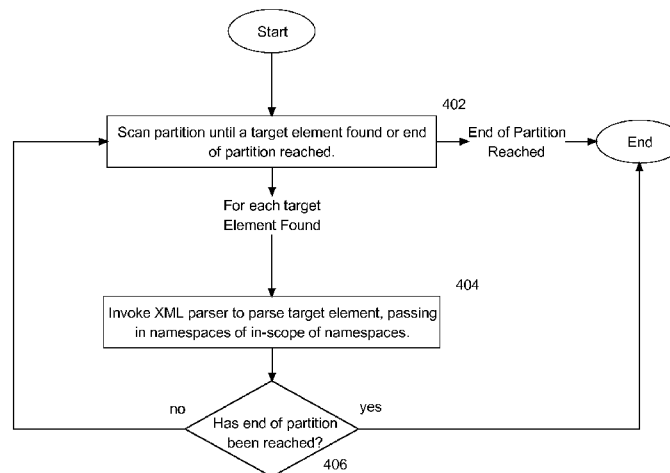 Start
402
Scan partition until a target element found or end
of partition reached.
End of Partition
Reached
End
For each target
Element Found
404
Invoke XML parser to parse target element, passing
in namespaces of in-scope of namespaces.
no
yes
Has end of partition
been reached?
406